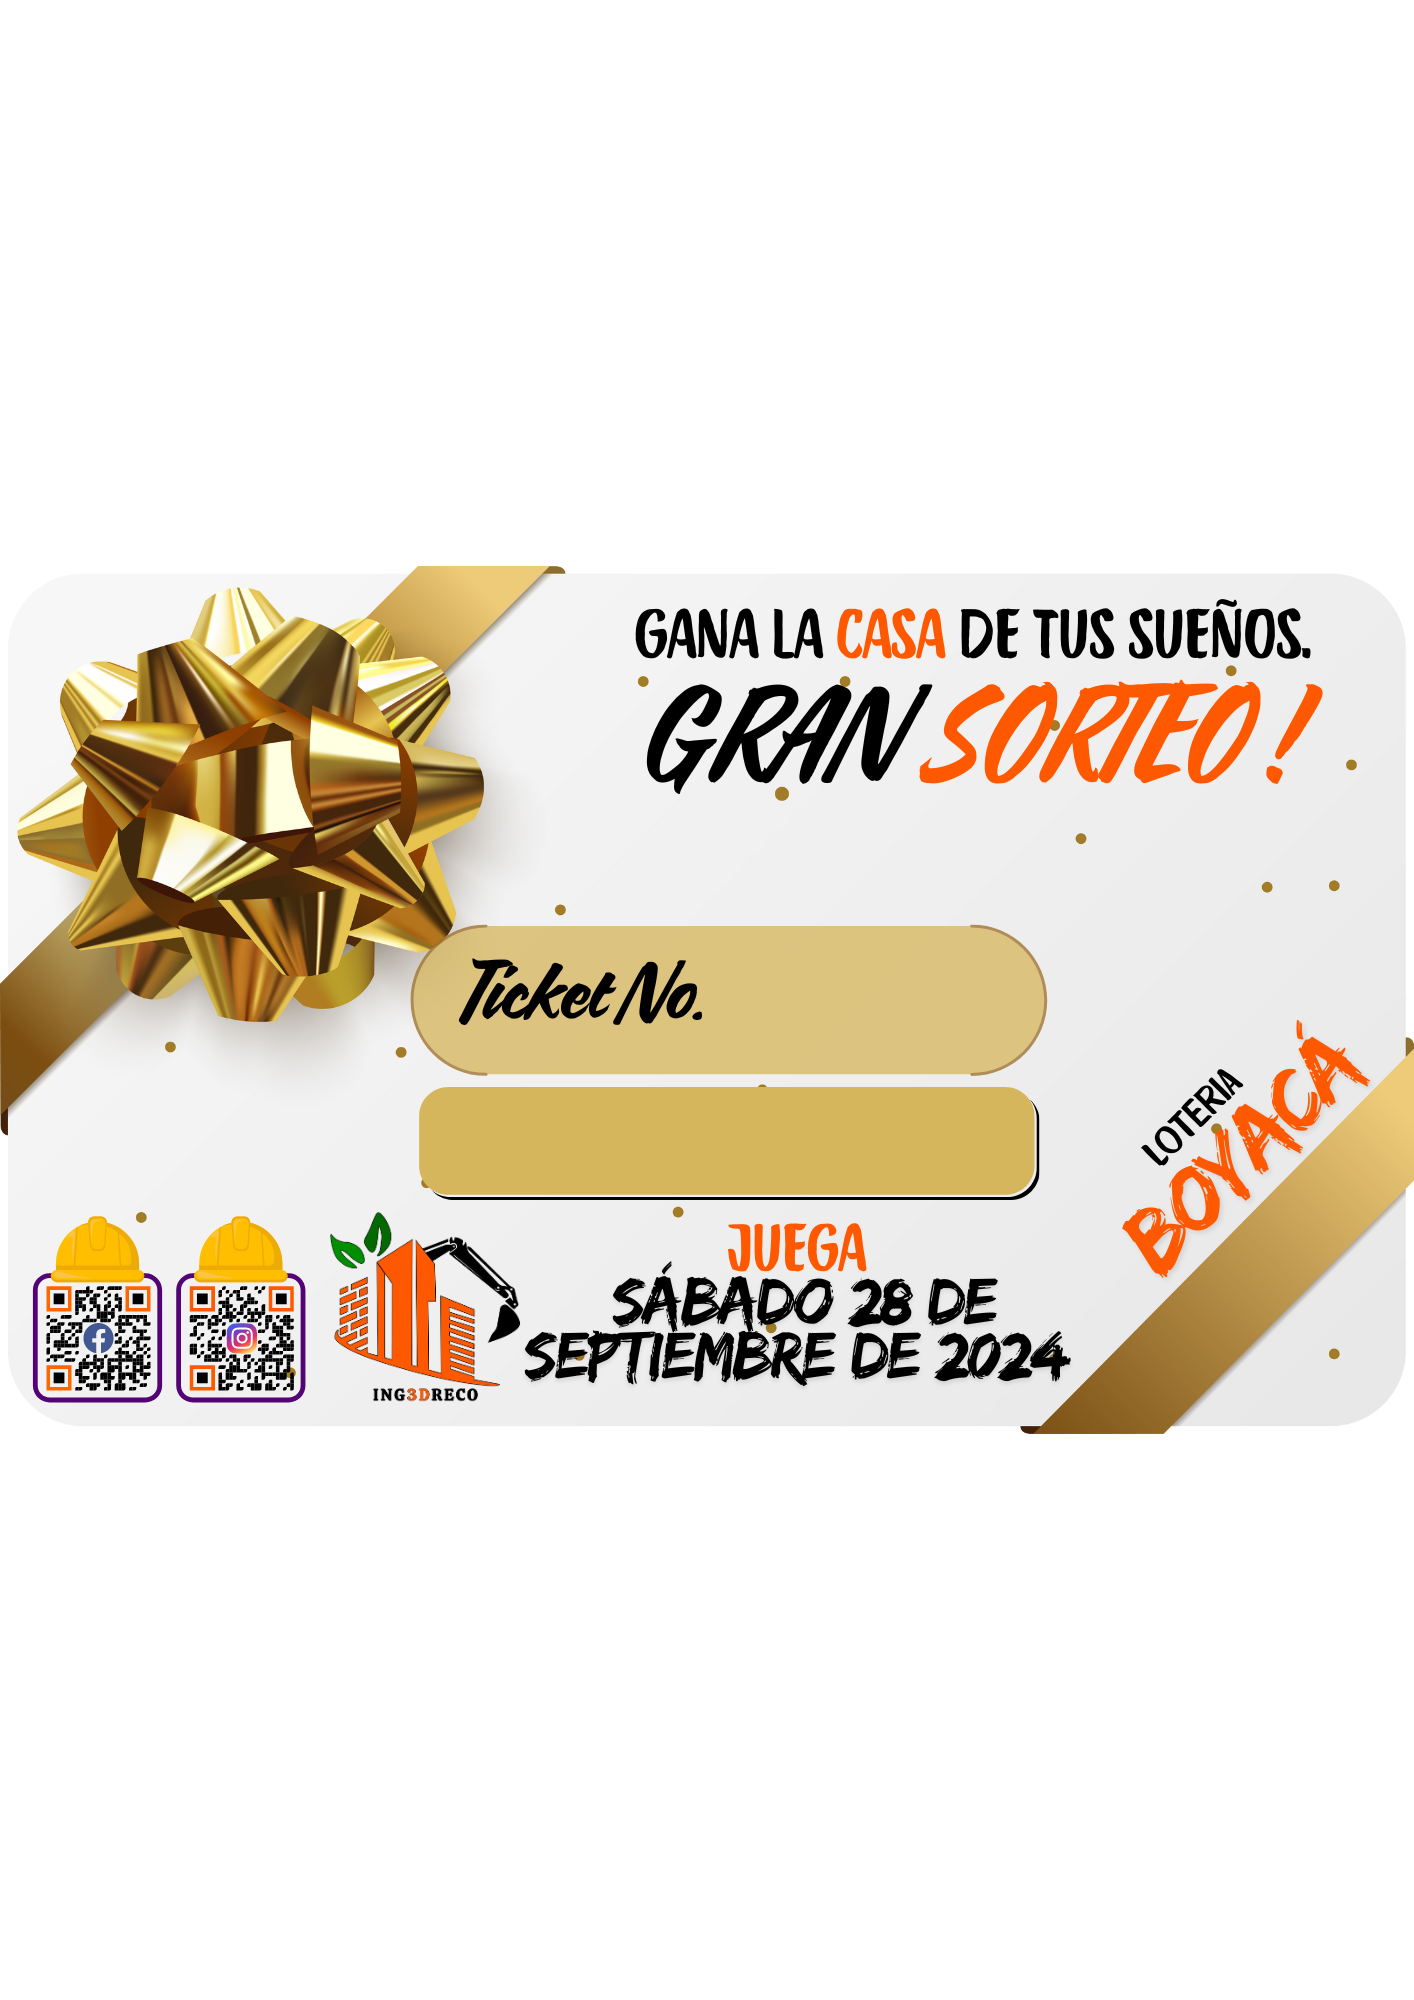 GANA LA CASA DE TUS SUEÑOS.
GRAN SORTEO!
Ticket No.
LOTERIA
BOYACÁ
JUEGA
SÁBADO 28 DE
SEPTIEMBRE DE 2024
ING3DRECO